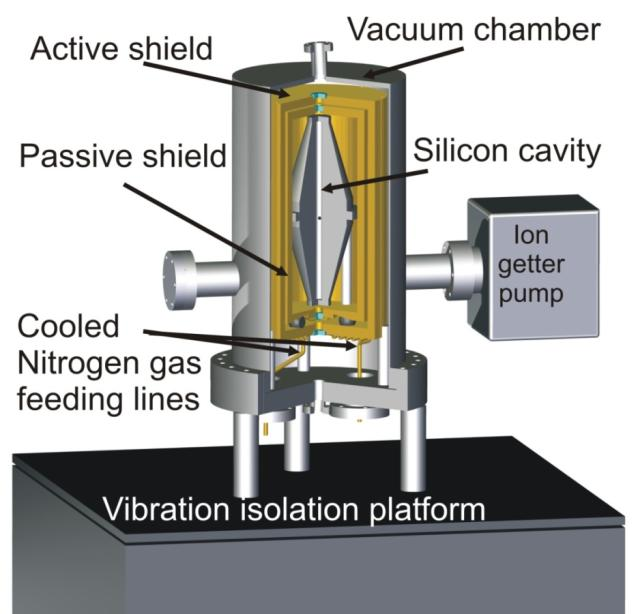 Vacuum chamber
Active shield
Passive shield
Silicon cavity
Ion
getter
pump
Cooled
Nitrogen gas
feeding lines
Vibration isolation platform